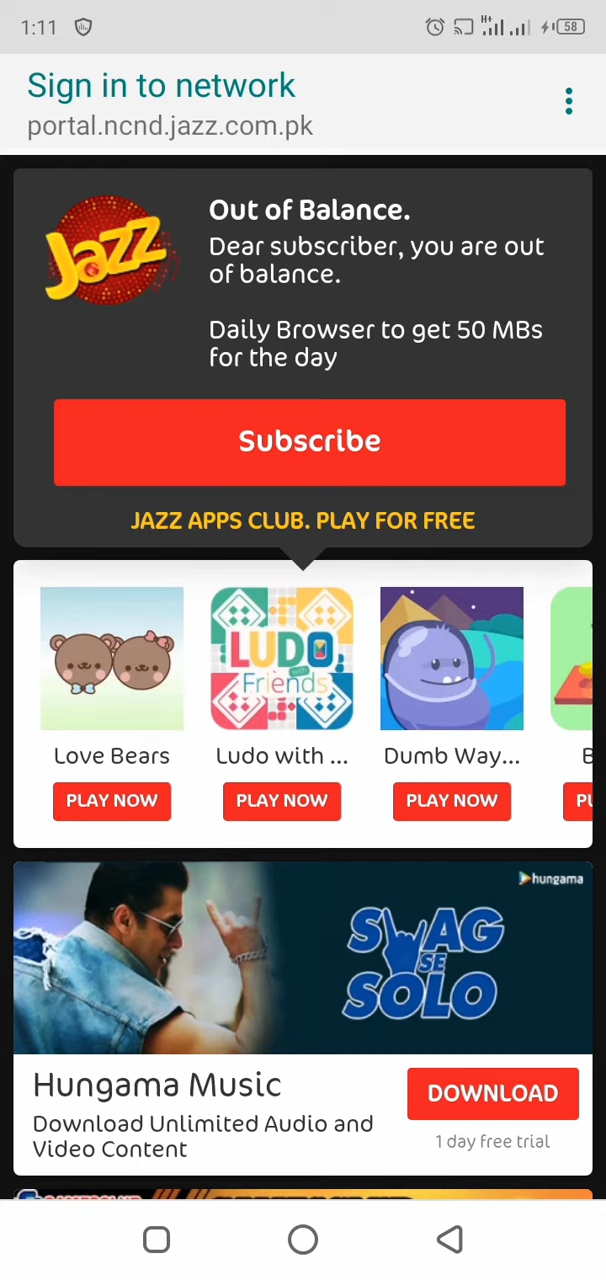 1:11
H+
58
Sign in to network
portal.ncnd.jazz.com.pk
Jazz
Out of Balance.
Dear subscriber, you are out
of balance.
Daily Browser to get 50 MBs
for the day
Subscribe
JAZZ APPS CLUB. PLAY FOR FREE
LUDO
with
Friends
Love Bears
Ludo with ...
Dumb Way...
B
PLAY NOW
PLAY NOW
PLAY NOW
PL
hungama
SWAG
SE
SOLO
Hungama Music
Download Unlimited Audio and
Video Content
DOWNLOAD
1 day free trial